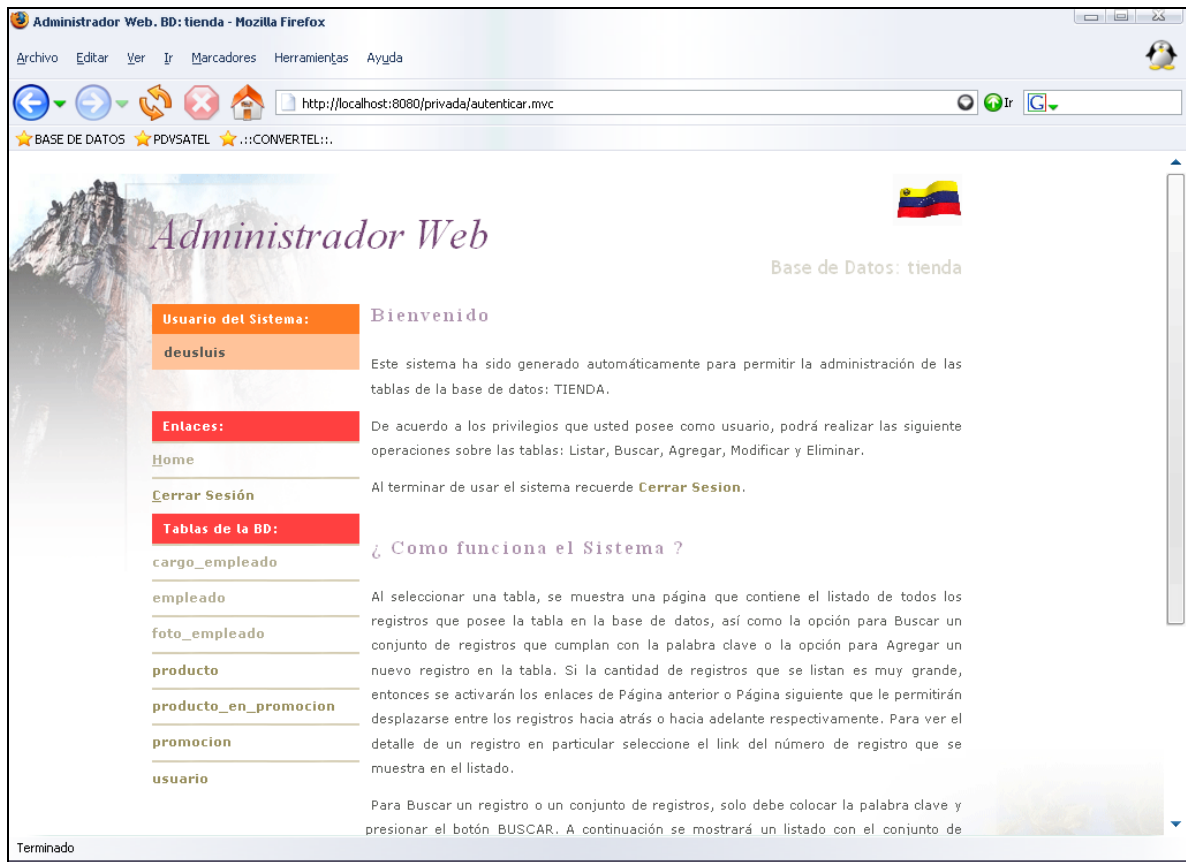 Administrador Web. BD: tienda - Mozilla Firefox
Archivo Editar Ver Ir Marcadores Herramientas Ayuda
http://localhost:8080/privada/autenticar.mvc
Ir
G
BASE DE DATOS PDVSATEL .::CONVERTEL::.
Administrador Web
Base de Datos: tienda
Usuario del Sistema:
deusluis
Enlaces:
Home
Cerrar Sesión
Tablas de la BD:
cargo_empleado
empleado
foto_empleado
producto
producto_en_promocion
promocion
usuario
Bienvenido
Este sistema ha sido generado automáticamente para permitir la administración de las
tablas de la base de datos: TIENDA.
De acuerdo a los privilegios que usted posee como usuario, podrá realizar las siguiente
operaciones sobre las tablas: Listar, Buscar, Agregar, Modificar y Eliminar.
Al terminar de usar el sistema recuerde Cerrar Sesion.
¿ Como funciona el Sistema ?
Al seleccionar una tabla, se muestra una página que contiene el listado de todos los
registros que posee la tabla en la base de datos, así como la opción para Buscar un
conjunto de registros que cumplan con la palabra clave o la opción para Agregar un
nuevo registro en la tabla. Si la cantidad de registros que se listan es muy grande,
entonces se activarán los enlaces de Página anterior o Página siguiente que le permitirán
desplazarse entre los registros hacia atrás o hacia adelante respectivamente. Para ver el
detalle de un registro en particular seleccione el link del número de registro que se
muestra en el listado.
Para Buscar un registro o un conjunto de registros, solo debe colocar la palabra clave y
presionar el botón BUSCAR. A continuación se mostrará un listado con el conjunto de
Terminado